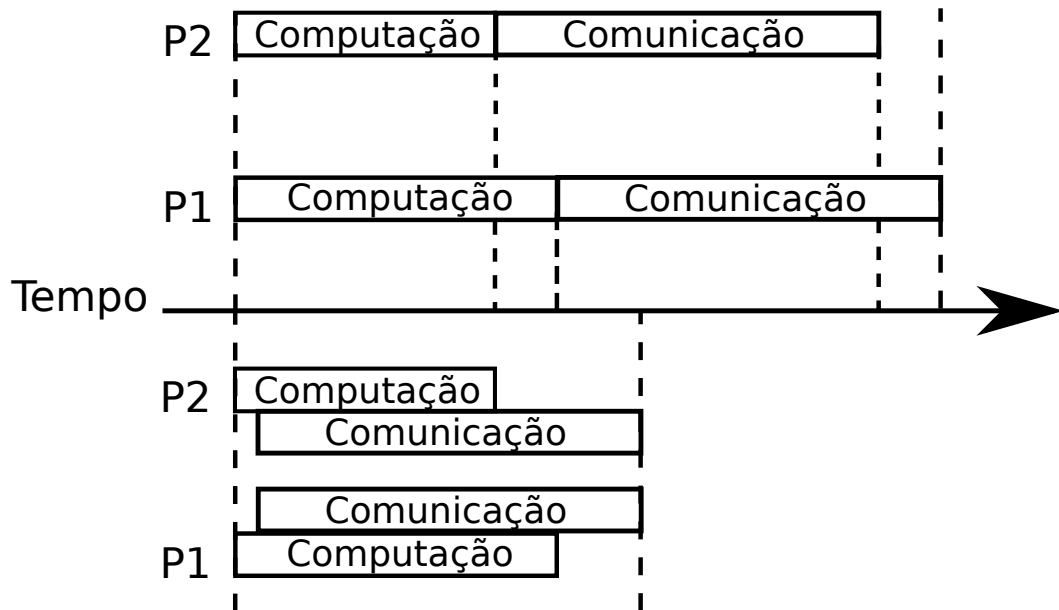 P2 Computação Comunicação
P1 Computação Comunicação
Tempo
P2 Computação
Comunicação
Comunicação
P1 Computação